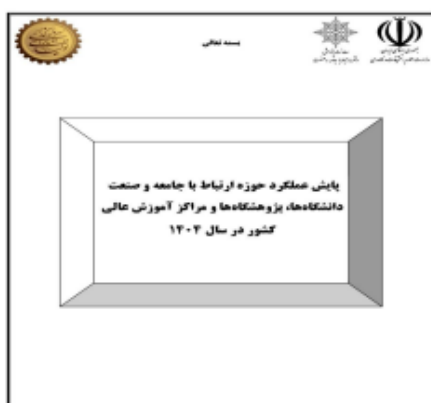 بسمه تعالی
پایش عملکرد حوزه ارتباط با جامعه و صنعت
دانشگاه‌ها، پژوهشگاه‌ها و مراکز آموزش عالی
کشور در سال ۱۴۰۴